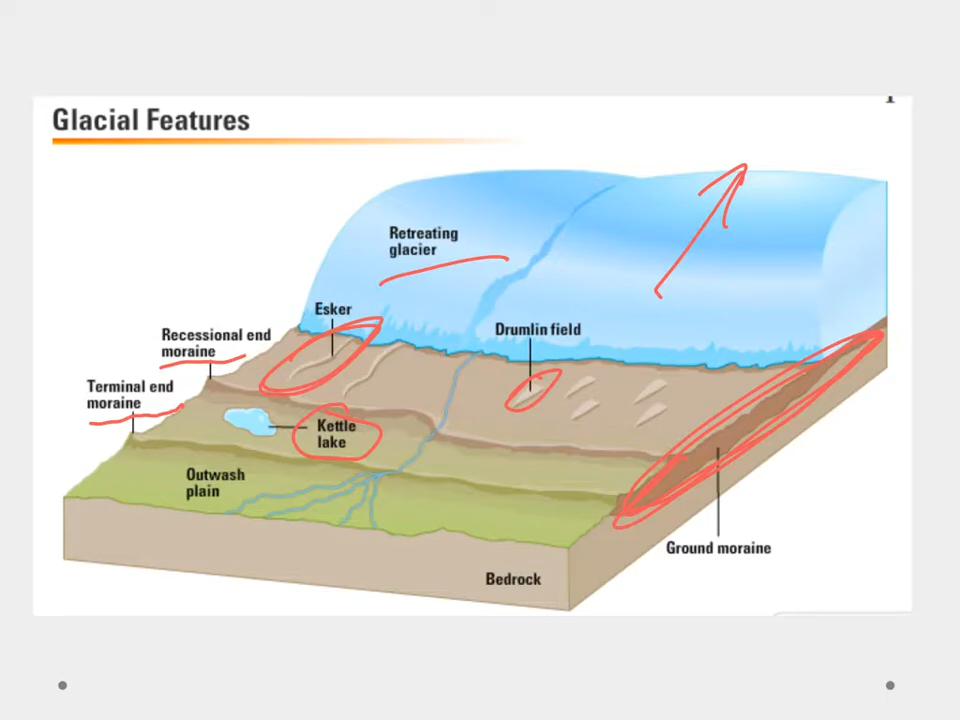 Glacial Features
Retreating
glacier
Esker
Drumlin field
Recessional end
moraine
Terminal end
moraine
Kettle
lake
Outwash
plain
Ground moraine
Bedrock